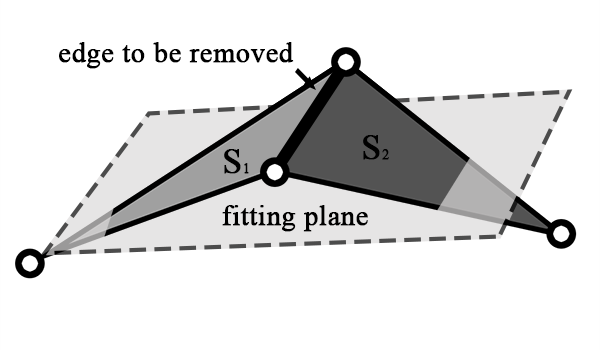 edge to be removed
S1
S2
fitting plane